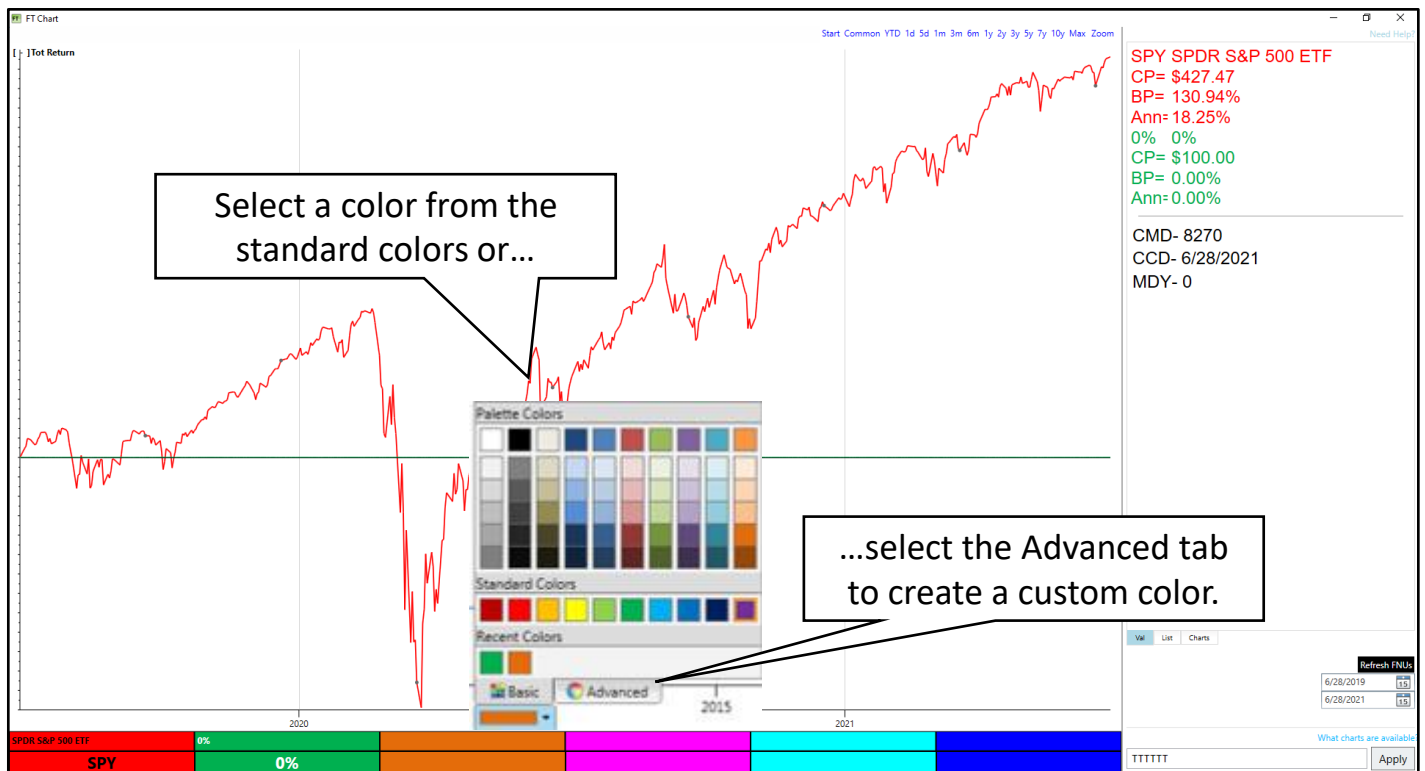 FT Chart
Need Help?
Start Common YTD 1d 5d 1m 3m 6m 1y 2y 3y 5y 7y 10y Max Zoom
[ - ]Tot Return
SPY SPDR S&P 500 ETF
CP= $427.47
BP= 130.94%
Ann= 18.25%
0% 0%
CP= $100.00
BP= 0.00%
Ann= 0.00%
CMD- 8270
CCD- 6/28/2021
MDY- 0
Select a color from the
standard colors or...
Palette Colors
Standard Colors
Recent Colors
Basic
Advanced
2015
...select the Advanced tab
to create a custom color.
Val List Charts
Refresh FNUs
6/28/2019 15
6/28/2021 15
2020
2021
SPDR S&P 500 ETF
0%
SPY
0%
What charts are available?
TTTTTT
Apply